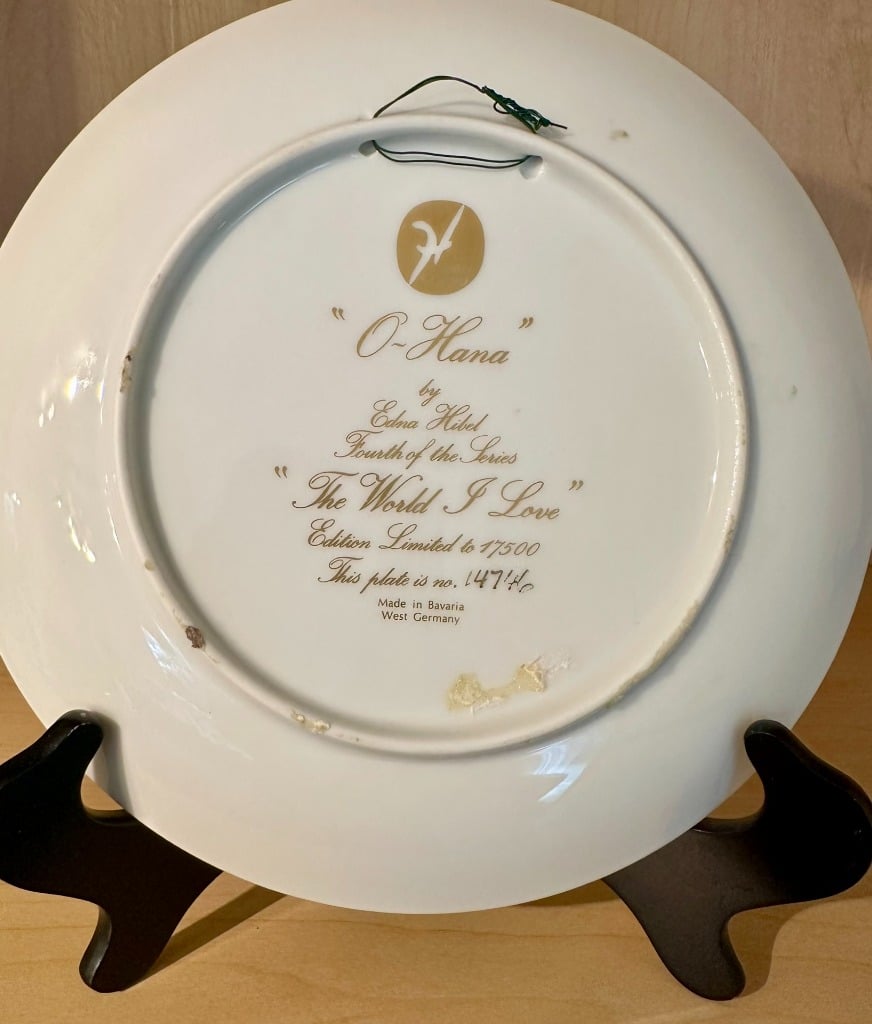 "O-Hana"
by
Edna Hibel
Fourth of the Series
"The World I Love"
Edition Limited to 17500
This plate is no. 14746
Made in Bavaria
West Germany